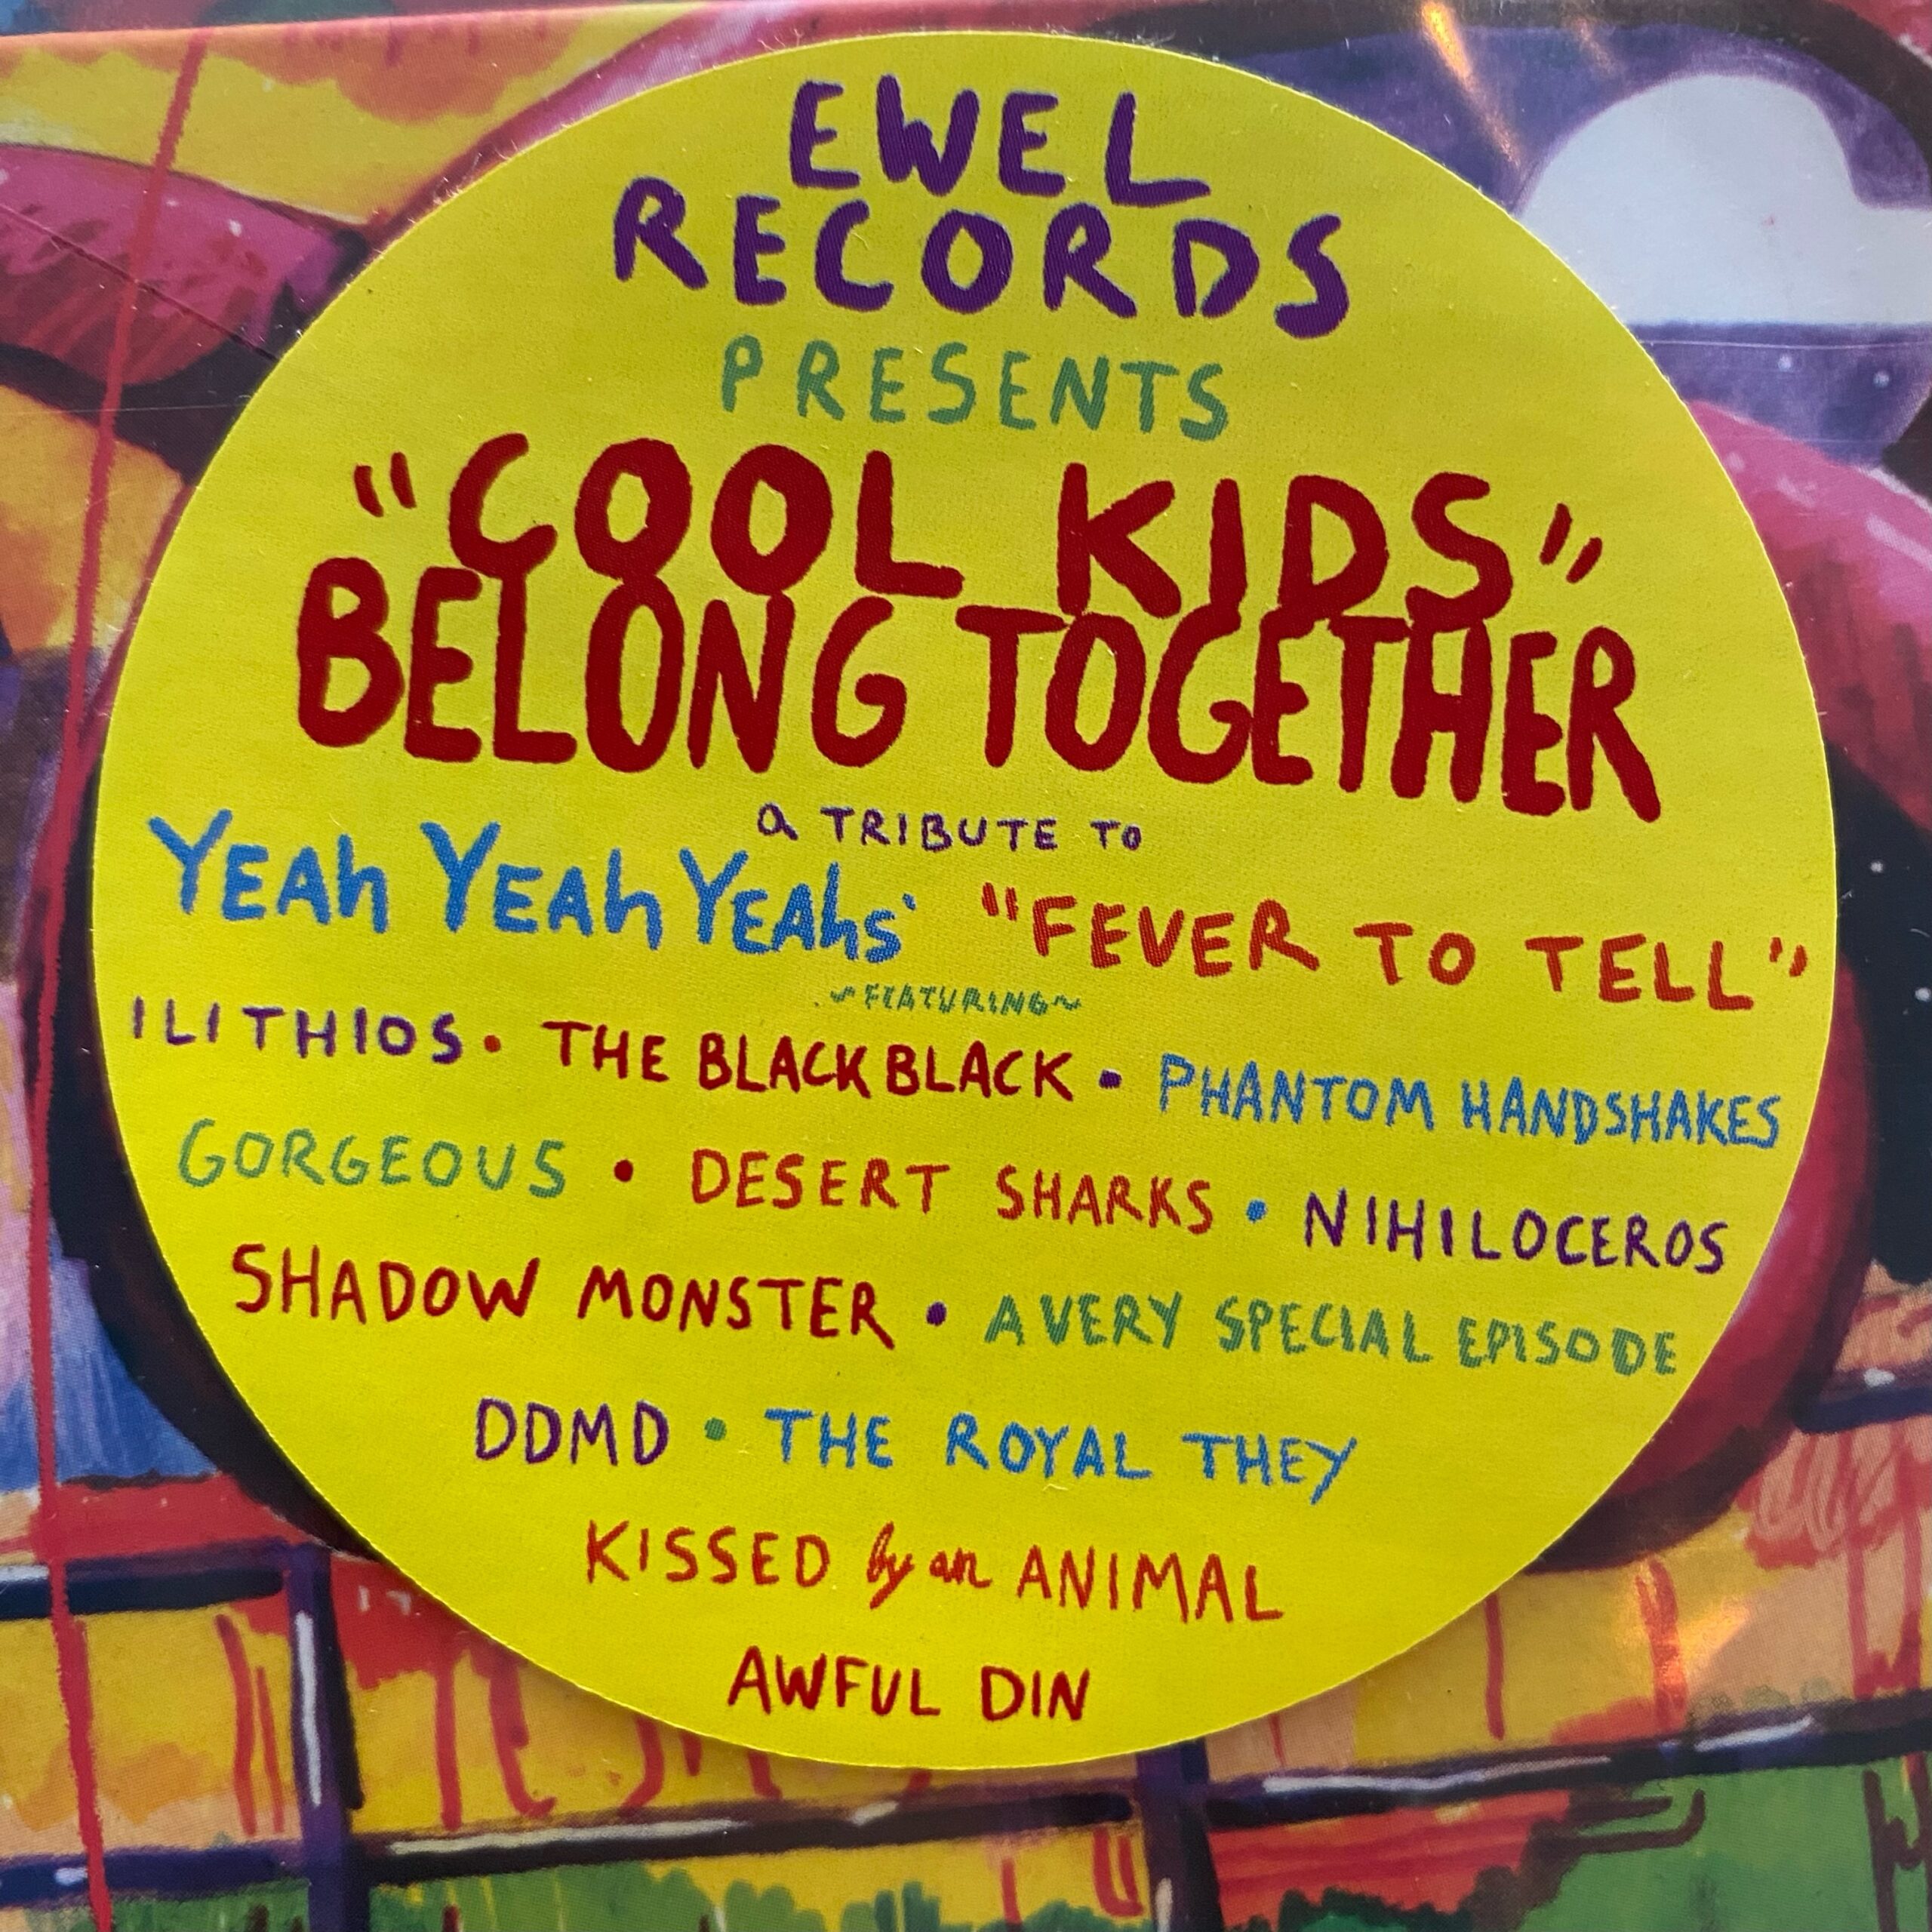 EWEL
RECORDS
PRESENTS
"COOL KIDS"
BELONG TOGETHER
a TRIBUTE TO
YEAh YEAh YEAhs' "FEVER TO TELL"
~FEATURING~
ILITHIOS • THE BLACK BLACK • PHANTOM HANDSHAKES
GORGEOUS • DESERT SHARKS • NIHILOCEROS
SHADOW MONSTER • A VERY SPECIAL EPISODE
DDMD • THE ROYAL THEY
KISSED by an ANIMAL
AWFUL DIN